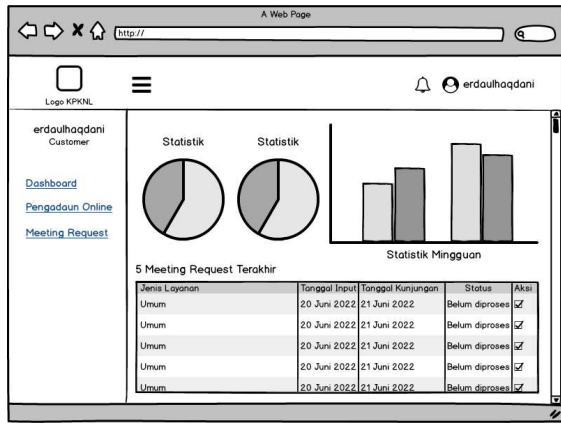 A Web Page
http://
Logo KPKNL
erdaulhaqdani
erdaulhaqdani
Customer
Dashboard
Pengadaun Online
Meeting Request
Statistik
Statistik
Statistik Mingguan
5 Meeting Request Terakhir
Jenis Layanan Tanggal Input Tanggal Kunjungan Status Aksi
Umum 20 Juni 2022 21 Juni 2022 Belum diproses
Umum 20 Juni 2022 21 Juni 2022 Belum diproses
Umum 20 Juni 2022 21 Juni 2022 Belum diproses
Umum 20 Juni 2022 21 Juni 2022 Belum diproses
Umum 20 Juni 2022 21 Juni 2022 Belum diproses